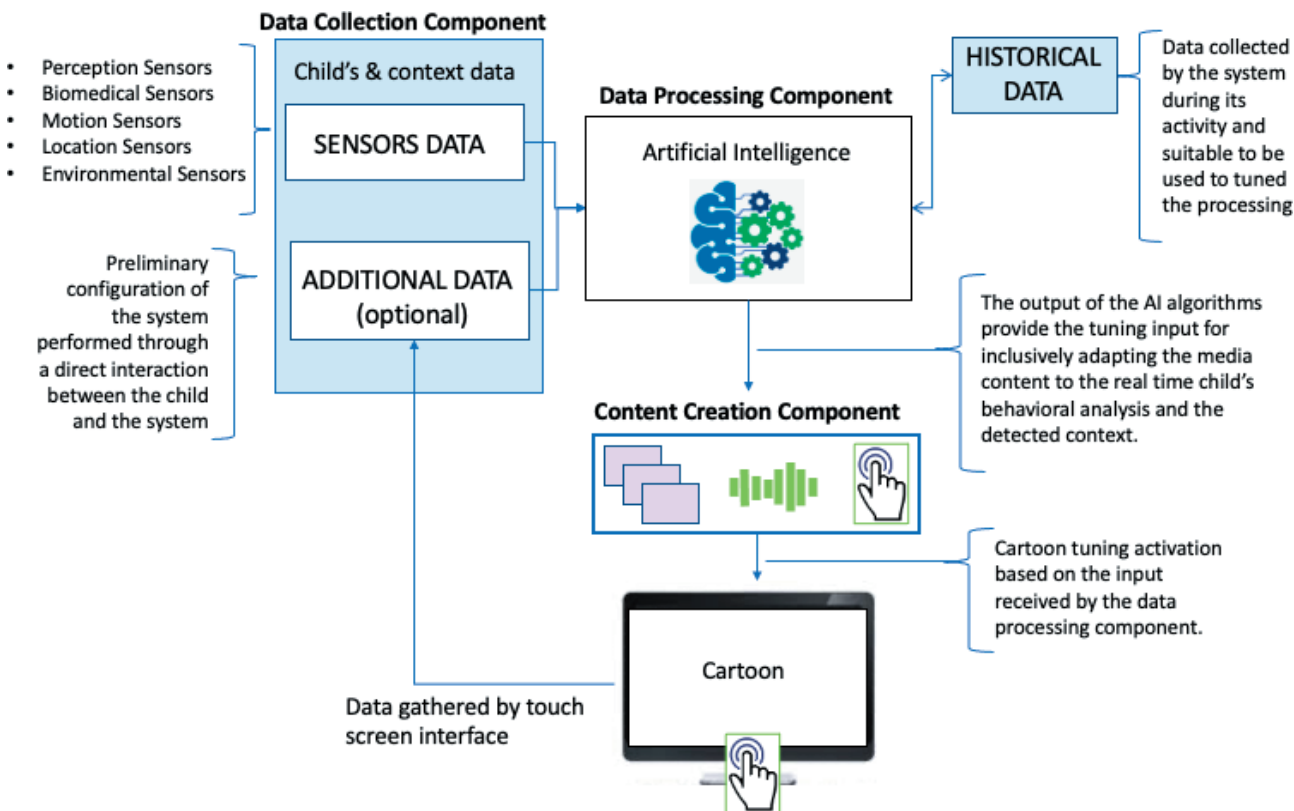 Data Collection Component
• Perception Sensors
• Biomedical Sensors
• Motion Sensors
• Location Sensors
• Environmental Sensors
Child's & context data
SENSORS DATA
ADDITIONAL DATA
(optional)
Preliminary
configuration of
the system
performed through
a direct interaction
between the child
and the system
Data Processing Component
Artificial Intelligence
HISTORICAL
DATA
Data collected
by the system
during its
activity and
suitable to be
used to tuned
the processing
The output of the AI algorithms
provide the tuning input for
inclusively adapting the media
content to the real time child's
behavioral analysis and the
detected context.
Content Creation Component
Cartoon tuning activation
based on the input
received by the data
processing component.
Cartoon
Data gathered by touch
screen interface